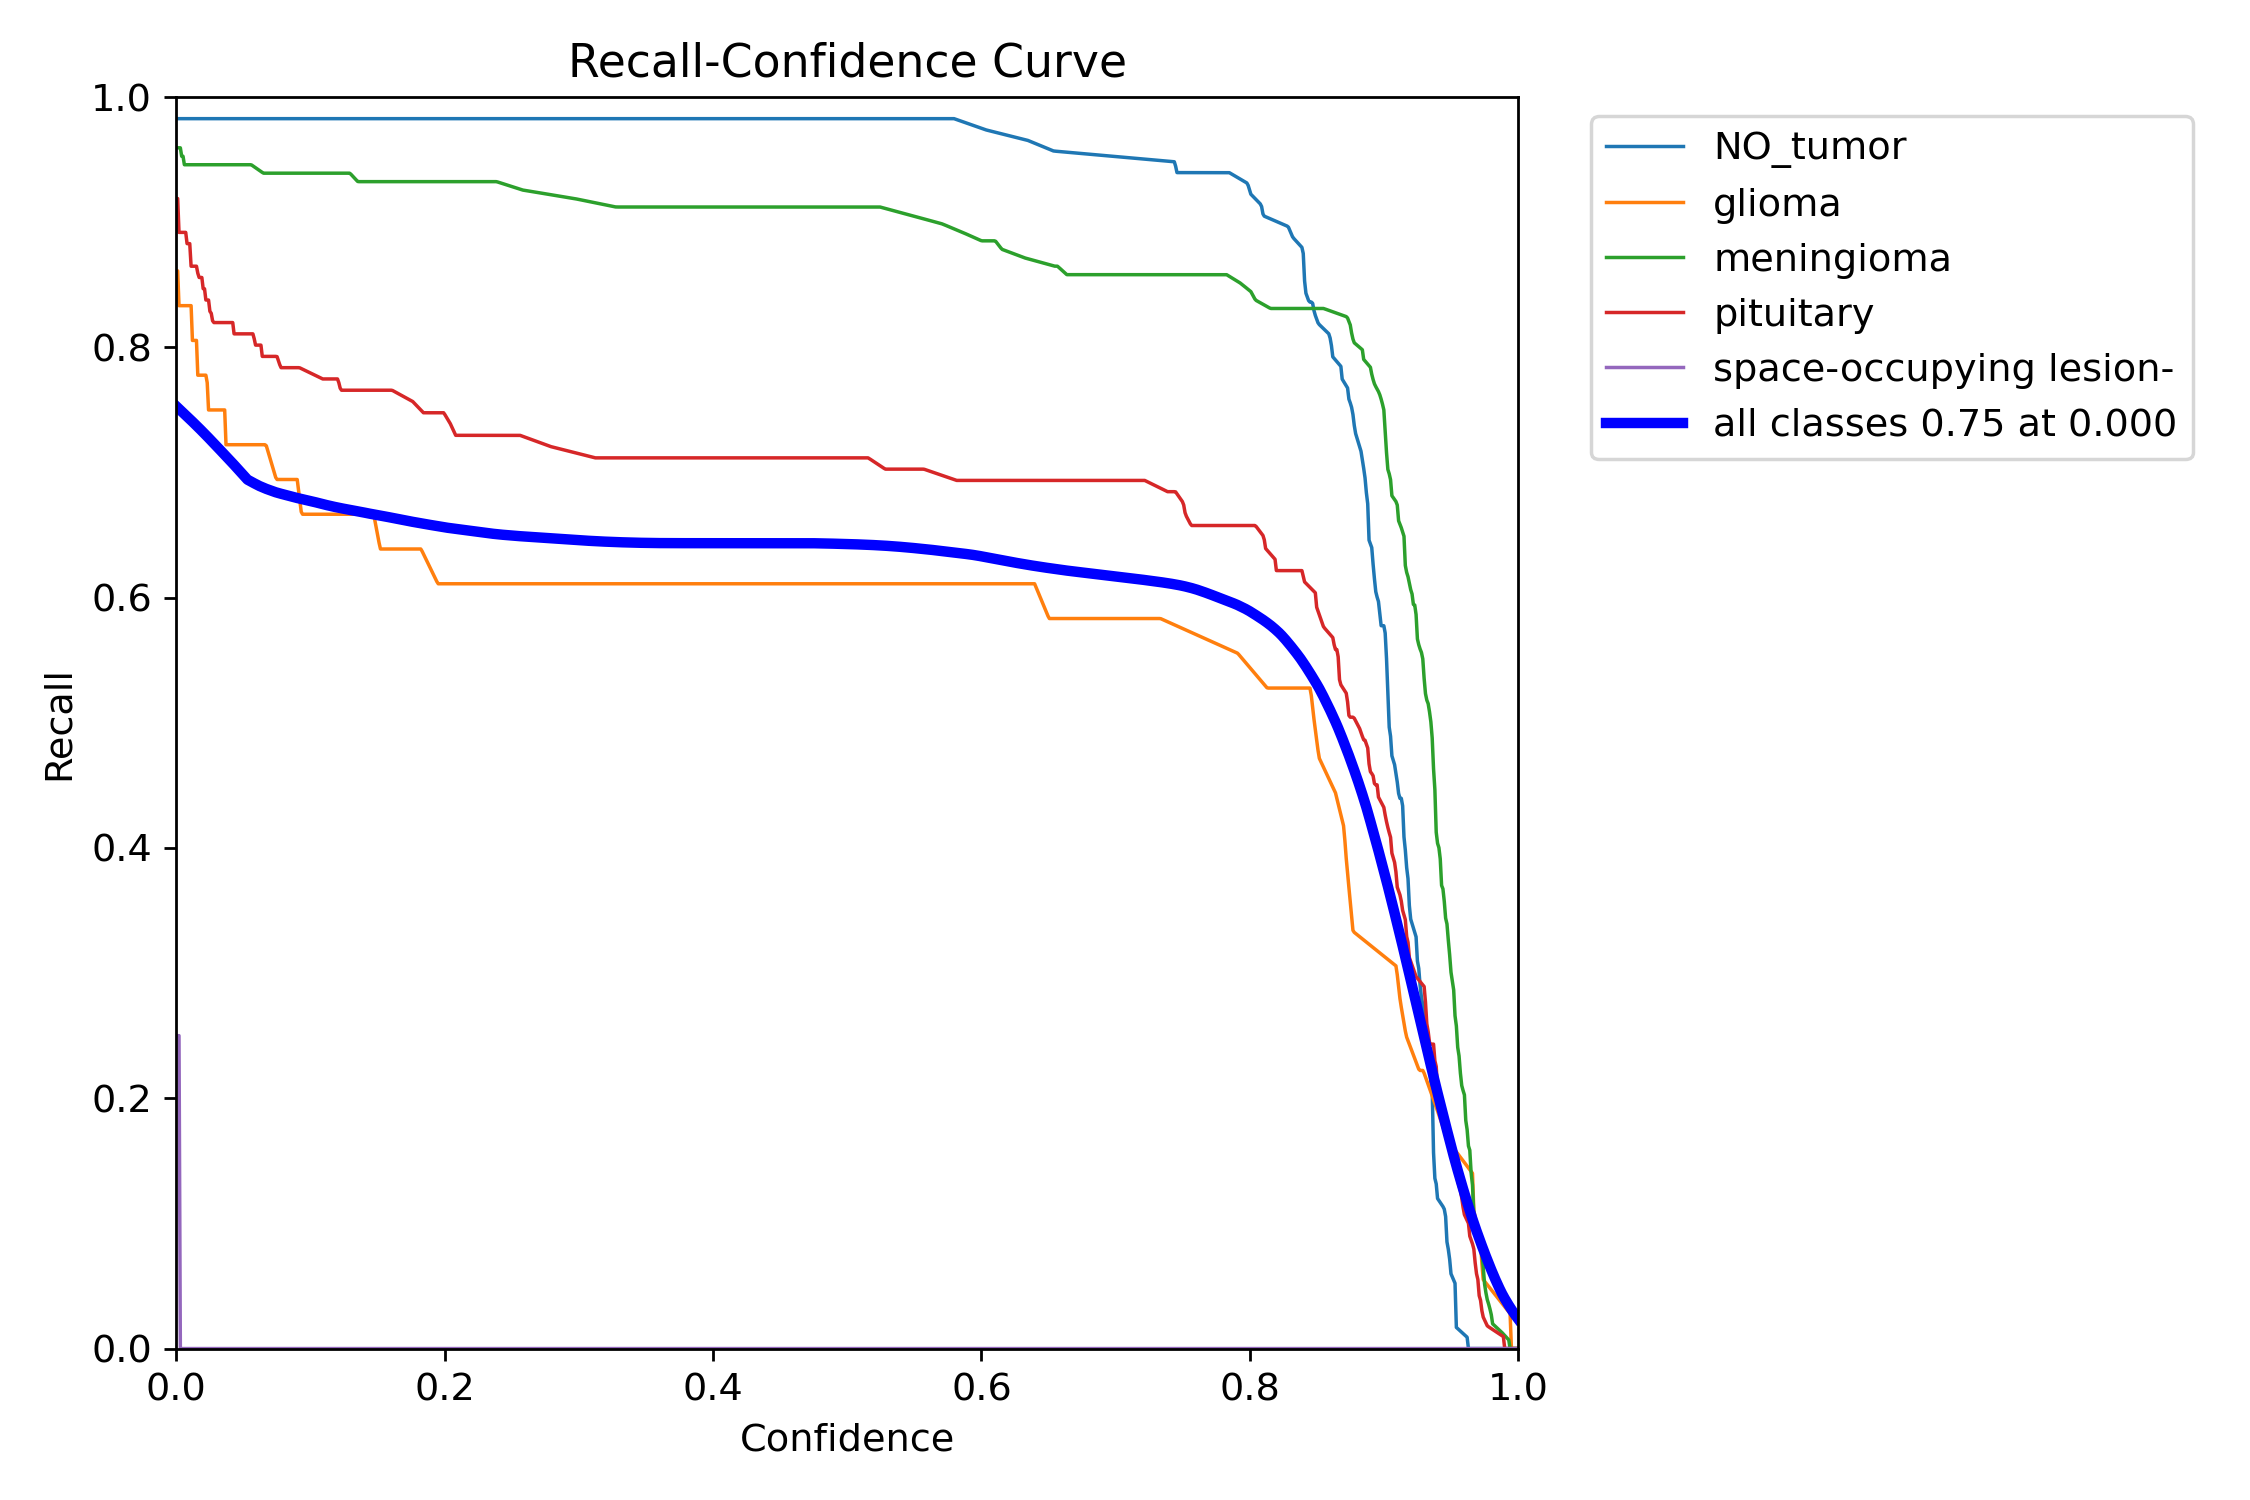 Recall-Confidence Curve
1.0
0.8
0.6
0.4
0.2
0.0
Recall
0.0 0.2 0.4 0.6 0.8 1.0
Confidence
NO_tumor
glioma
meningioma
pituitary
space-occupying lesion-
all classes 0.75 at 0.000